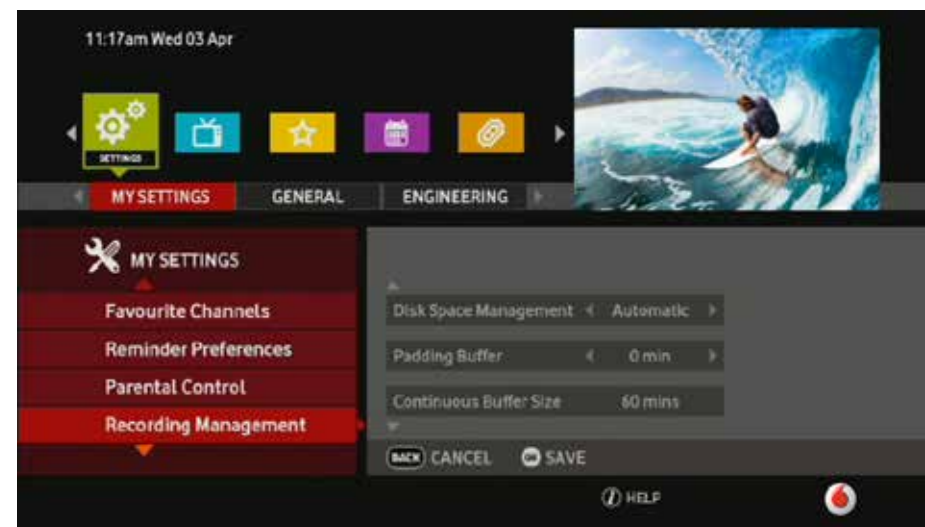 11:17am Wed 03 Apr
SETTINGS
MY SETTINGS GENERAL ENGINEERING
MY SETTINGS
Favourite Channels
Reminder Preferences
Parental Control
Recording Management
Disk Space Management Automatic
Padding Buffer 0 min
Continuous Buffer Size 60 mins
BACK CANCEL OK SAVE
i HELP